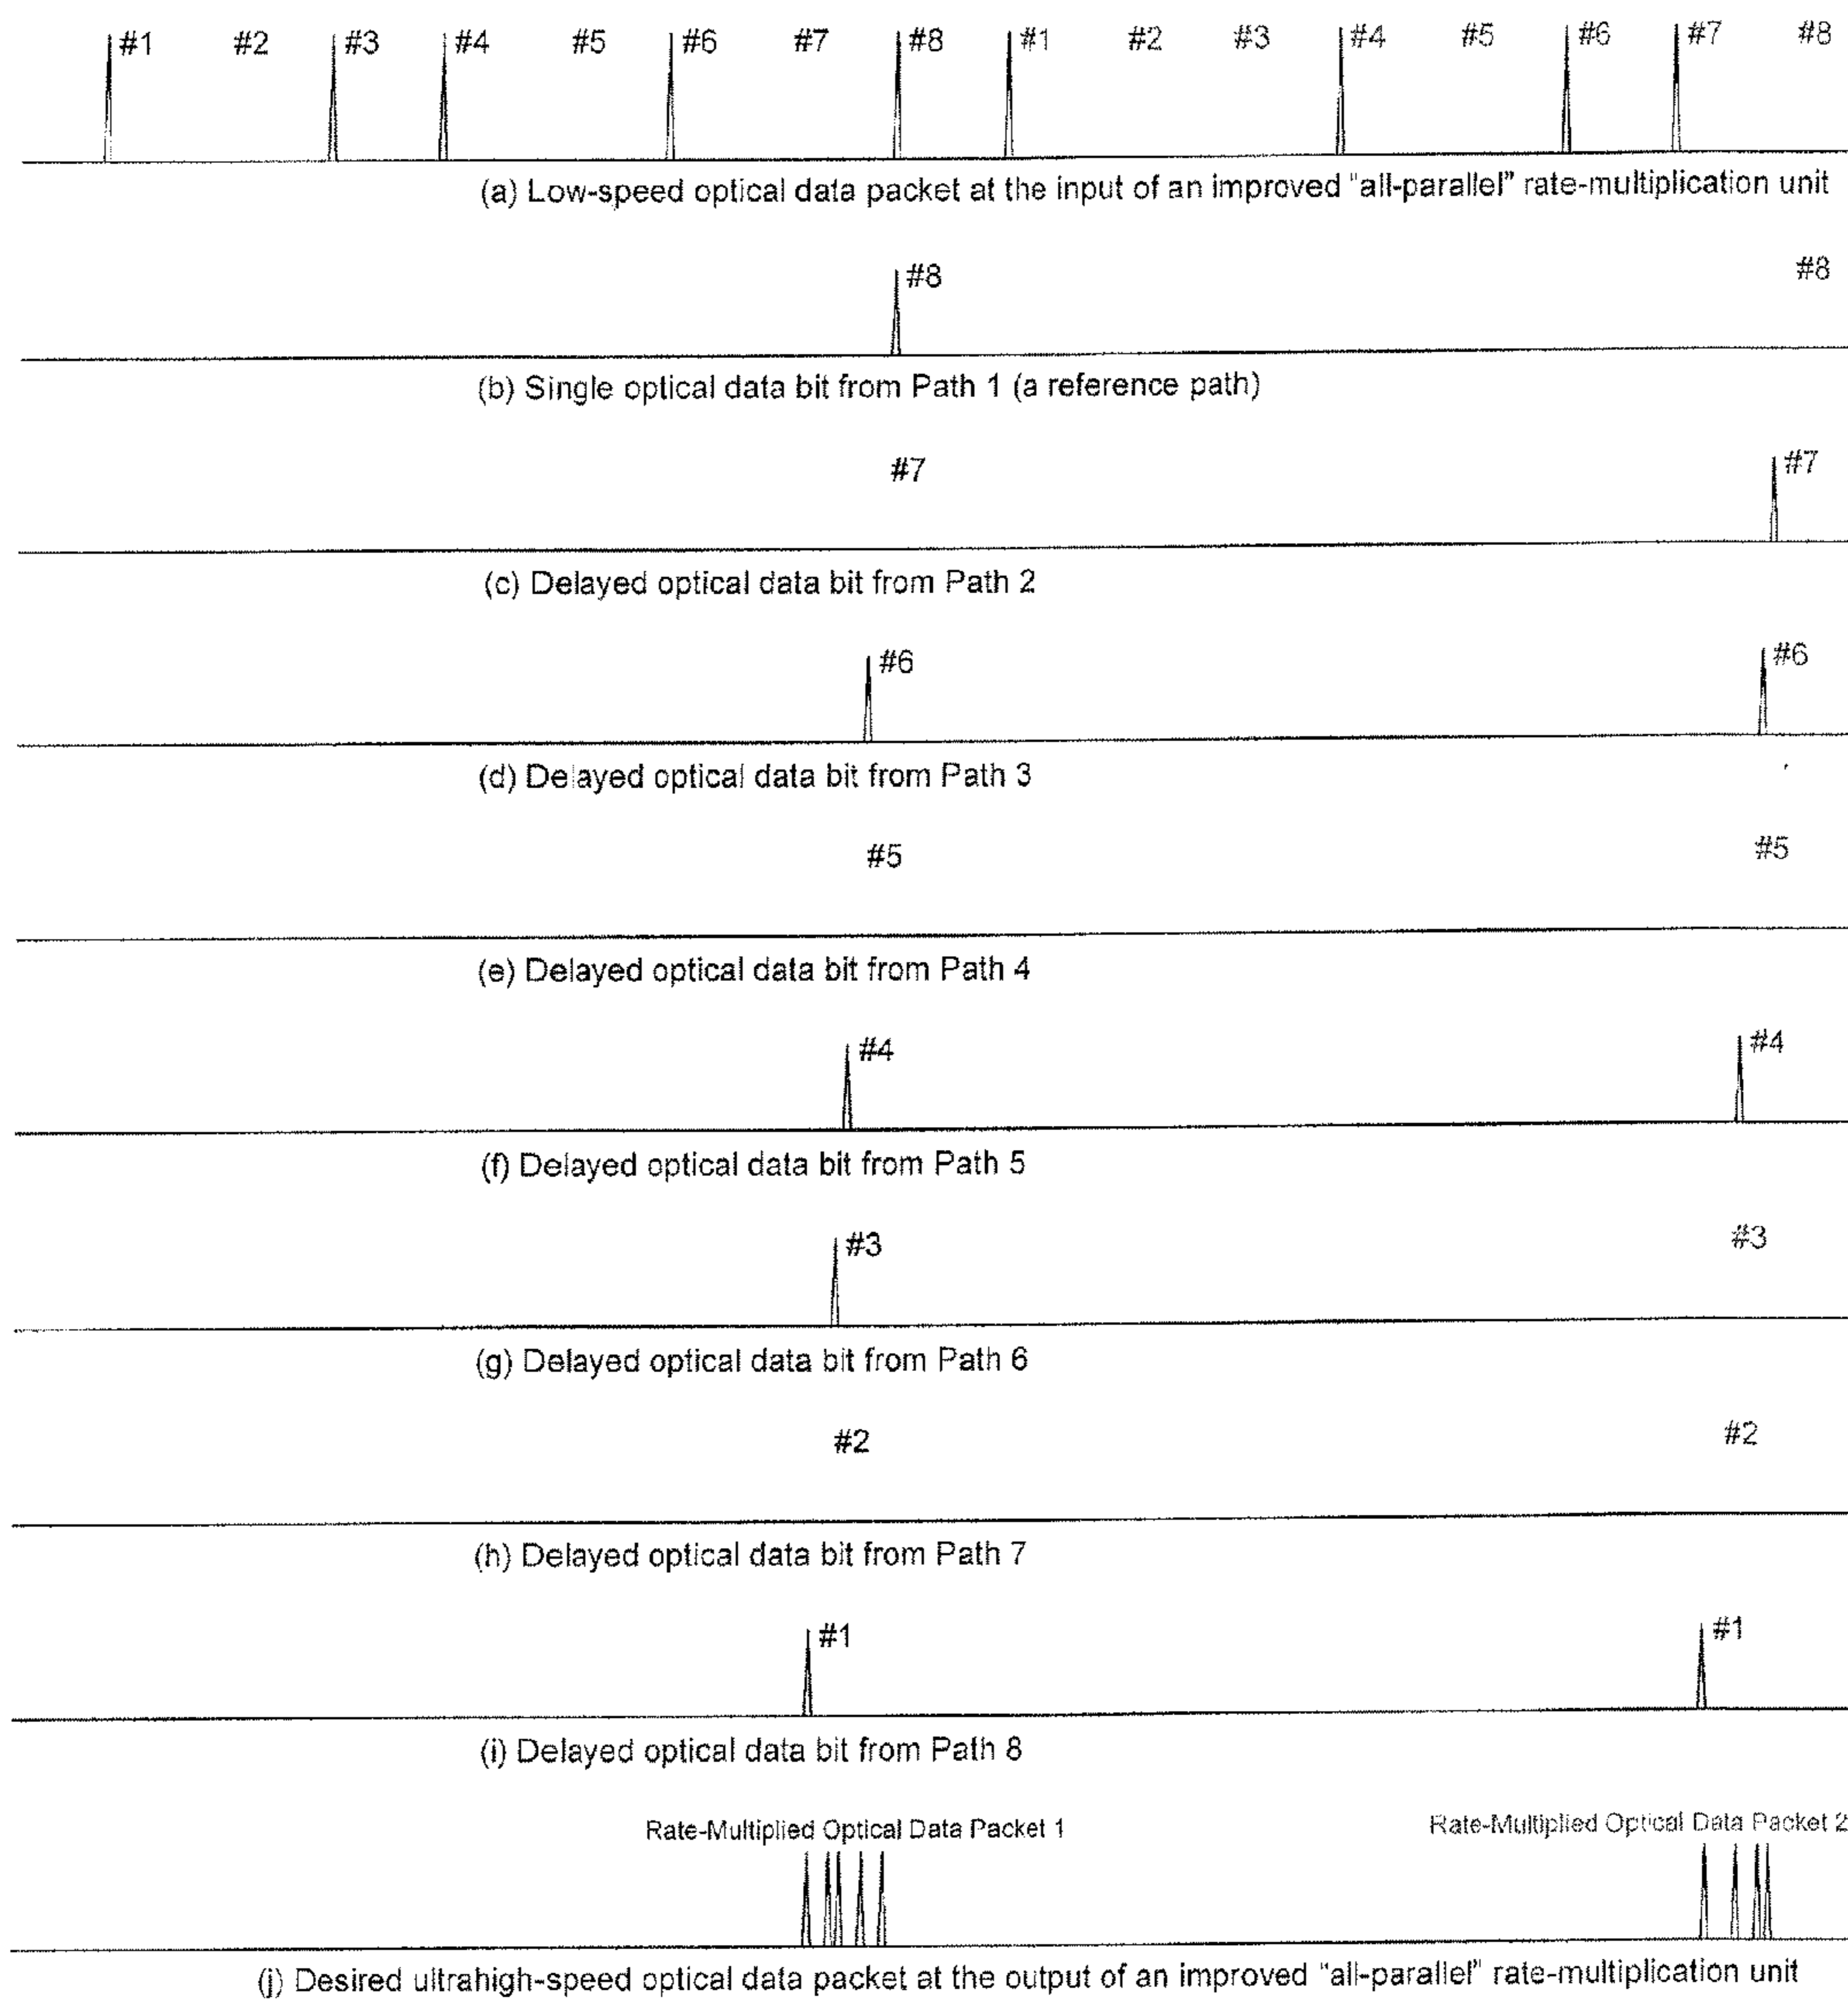 #1 #2 #3 #4 #5 #6 #7 #8 #1 #2 #3 #4 #5 #6 #7 #8
(a) Low-speed optical data packet at the input of an improved "all-parallel" rate-multiplication unit
#8 #8
(b) Single optical data bit from Path 1 (a reference path)
#7 #7
(c) Delayed optical data bit from Path 2
#6 #6
(d) Delayed optical data bit from Path 3
#5 #5
(e) Delayed optical data bit from Path 4
#4 #4
(f) Delayed optical data bit from Path 5
#3 #3
(g) Delayed optical data bit from Path 6
#2 #2
(h) Delayed optical data bit from Path 7
#1 #1
(i) Delayed optical data bit from Path 8
Rate-Multiplied Optical Data Packet 1 Rate-Multiplied Optical Data Packet 2
(j) Desired ultrahigh-speed optical data packet at the output of an improved "all-parallel" rate-multiplication unit